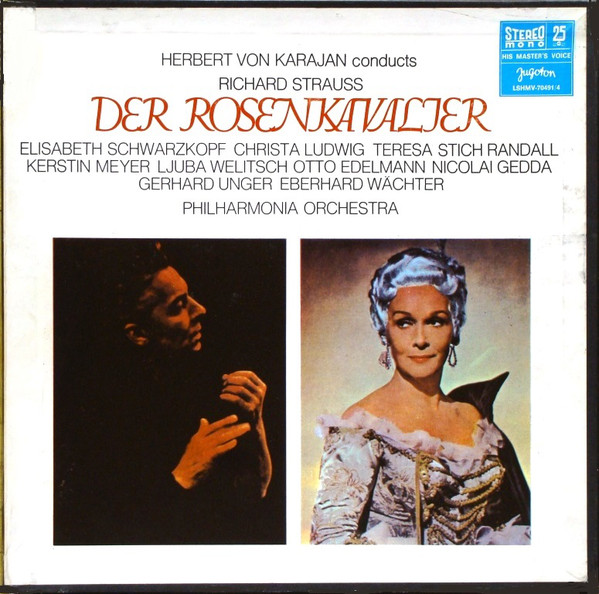 HERBERT VON KARAJAN conducts
RICHARD STRAUSS
DER ROSENKAVALIER
ELISABETH SCHWARZKOPF CHRISTA LUDWIG TERESA STICH RANDALL
KERSTIN MEYER LJUBA WELITSCH OTTO EDELMANN NICOLAI GEDDA
GERHARD UNGER EBERHARD WÄCHTER
PHILHARMONIA ORCHESTRA
STEREO 25
mono
HIS MASTER'S VOICE
Jugoton
LSHMV-70491/4